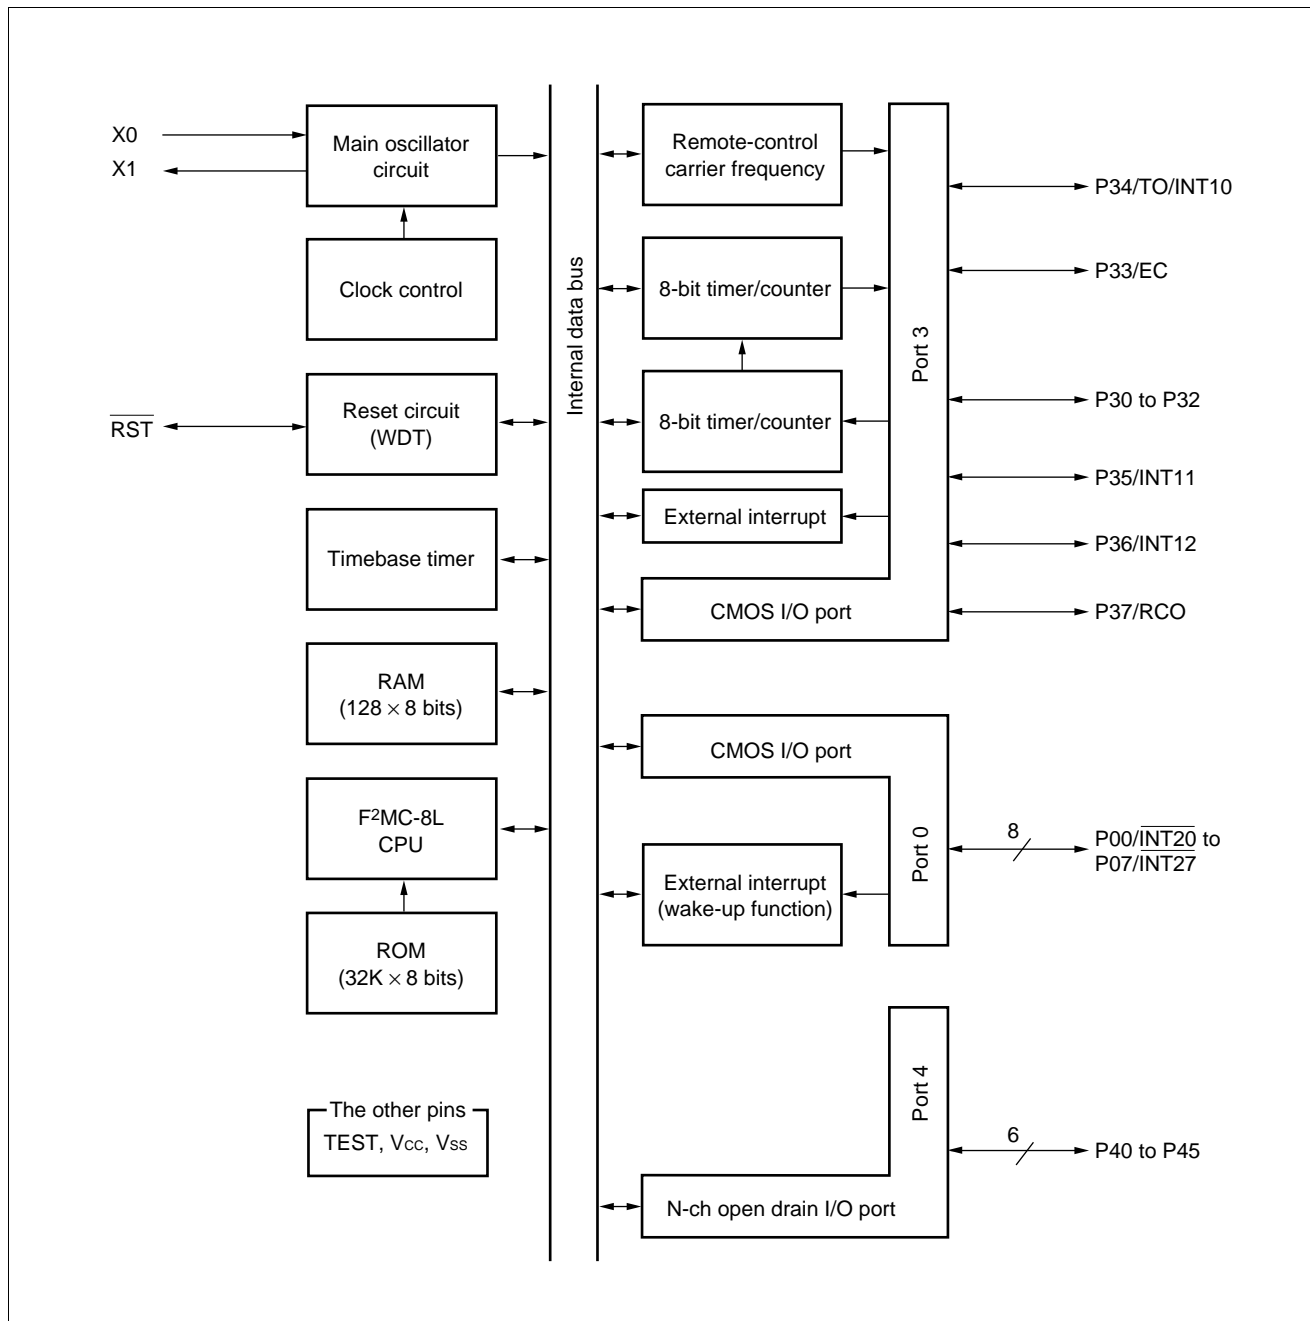 X0
X1
Main oscillator
circuit
Clock control
RST
Reset circuit
(WDT)
Timebase timer
RAM
(128 × 8 bits)
F²MC-8L
CPU
ROM
(32K × 8 bits)
The other pins
TEST, Vcc, Vss
Internal data bus
Remote-control
carrier frequency
8-bit timer/counter
8-bit timer/counter
External interrupt
CMOS I/O port
Port 3
P34/TO/INT10
P33/EC
P30 to P32
P35/INT11
P36/INT12
P37/RCO
CMOS I/O port
External interrupt
(wake-up function)
Port 0
8
P00/INT20 to
P07/INT27
Port 4
N-ch open drain I/O port
6
P40 to P45